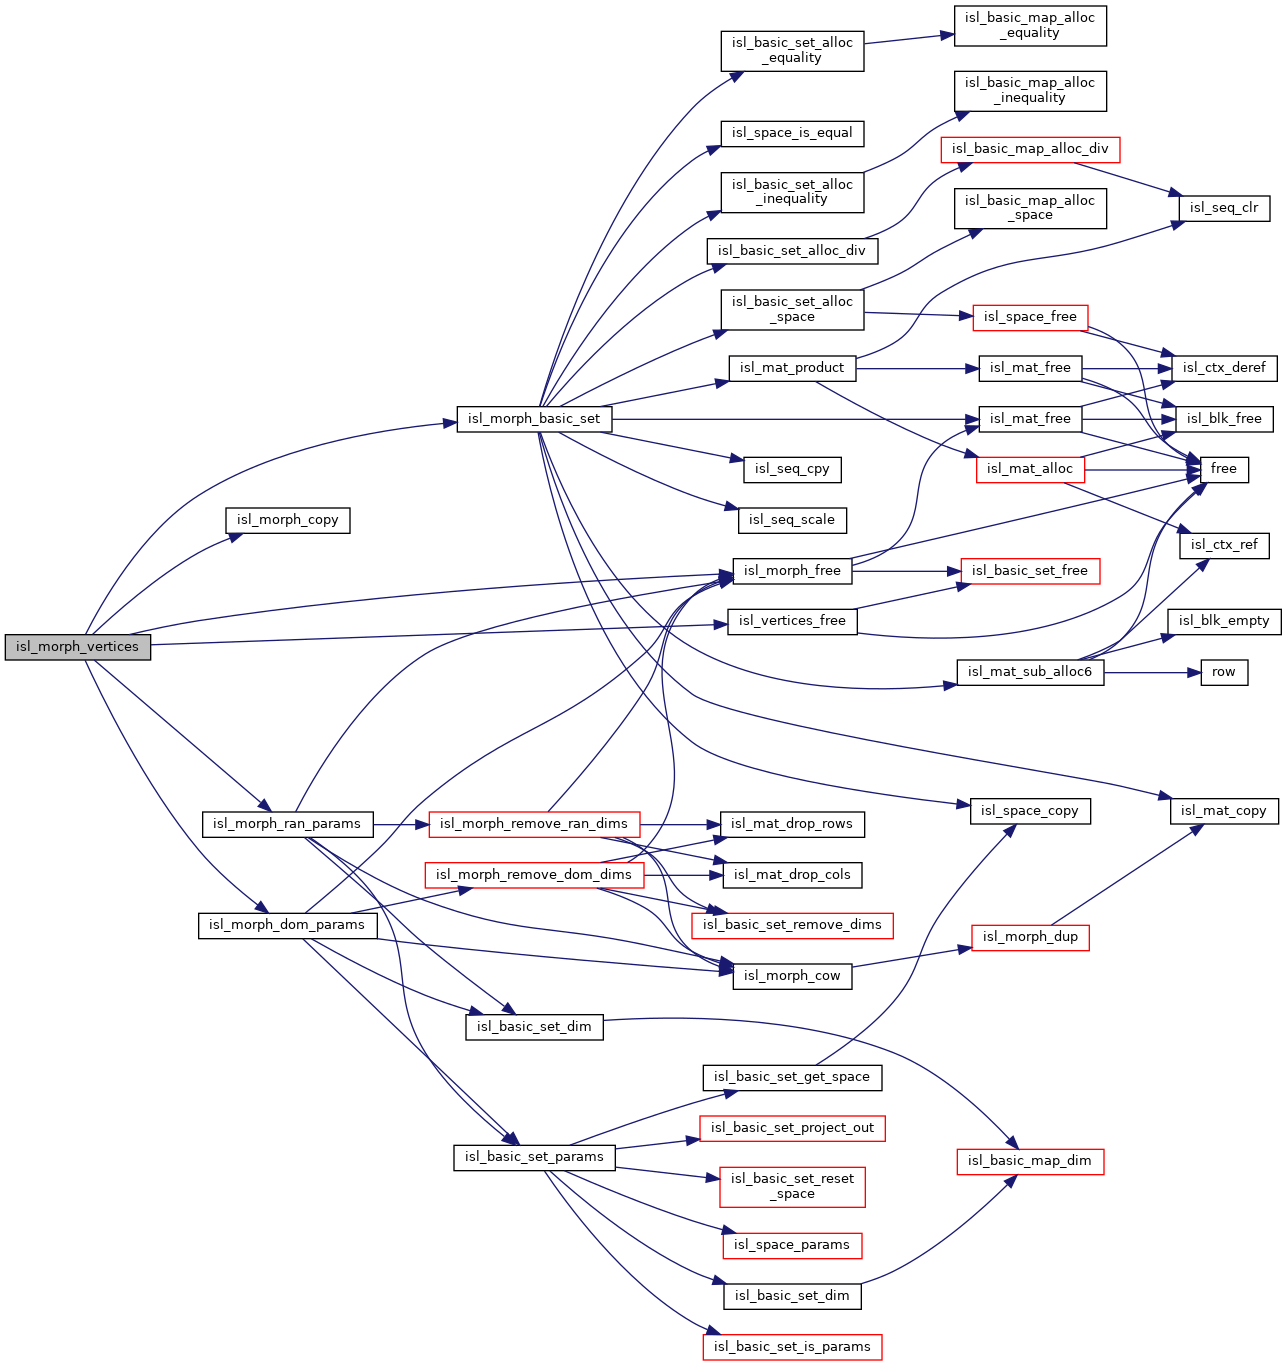 isl_basic_map_alloc
_equality
isl_basic_set_alloc
_equality
isl_basic_map_alloc
_inequality
isl_space_is_equal
isl_basic_map_alloc_div
isl_basic_set_alloc
_inequality
isl_basic_map_alloc
_space
isl_seq_clr
isl_basic_set_alloc_div
isl_basic_set_alloc
_space
isl_space_free
isl_mat_product
isl_mat_free
isl_ctx_deref
isl_morph_basic_set
isl_mat_free
isl_blk_free
isl_seq_cpy
isl_mat_alloc
free
isl_morph_copy
isl_seq_scale
isl_ctx_ref
isl_morph_free
isl_basic_set_free
isl_vertices_free
isl_blk_empty
isl_morph_vertices
isl_mat_sub_alloc6
row
isl_space_copy
isl_mat_copy
isl_morph_ran_params
isl_morph_remove_ran_dims
isl_mat_drop_rows
isl_morph_remove_dom_dims
isl_mat_drop_cols
isl_morph_dom_params
isl_basic_set_remove_dims
isl_morph_dup
isl_morph_cow
isl_basic_set_dim
isl_basic_set_get_space
isl_basic_set_project_out
isl_basic_set_params
isl_basic_map_dim
isl_basic_set_reset
_space
isl_space_params
isl_basic_set_dim
isl_basic_set_is_params